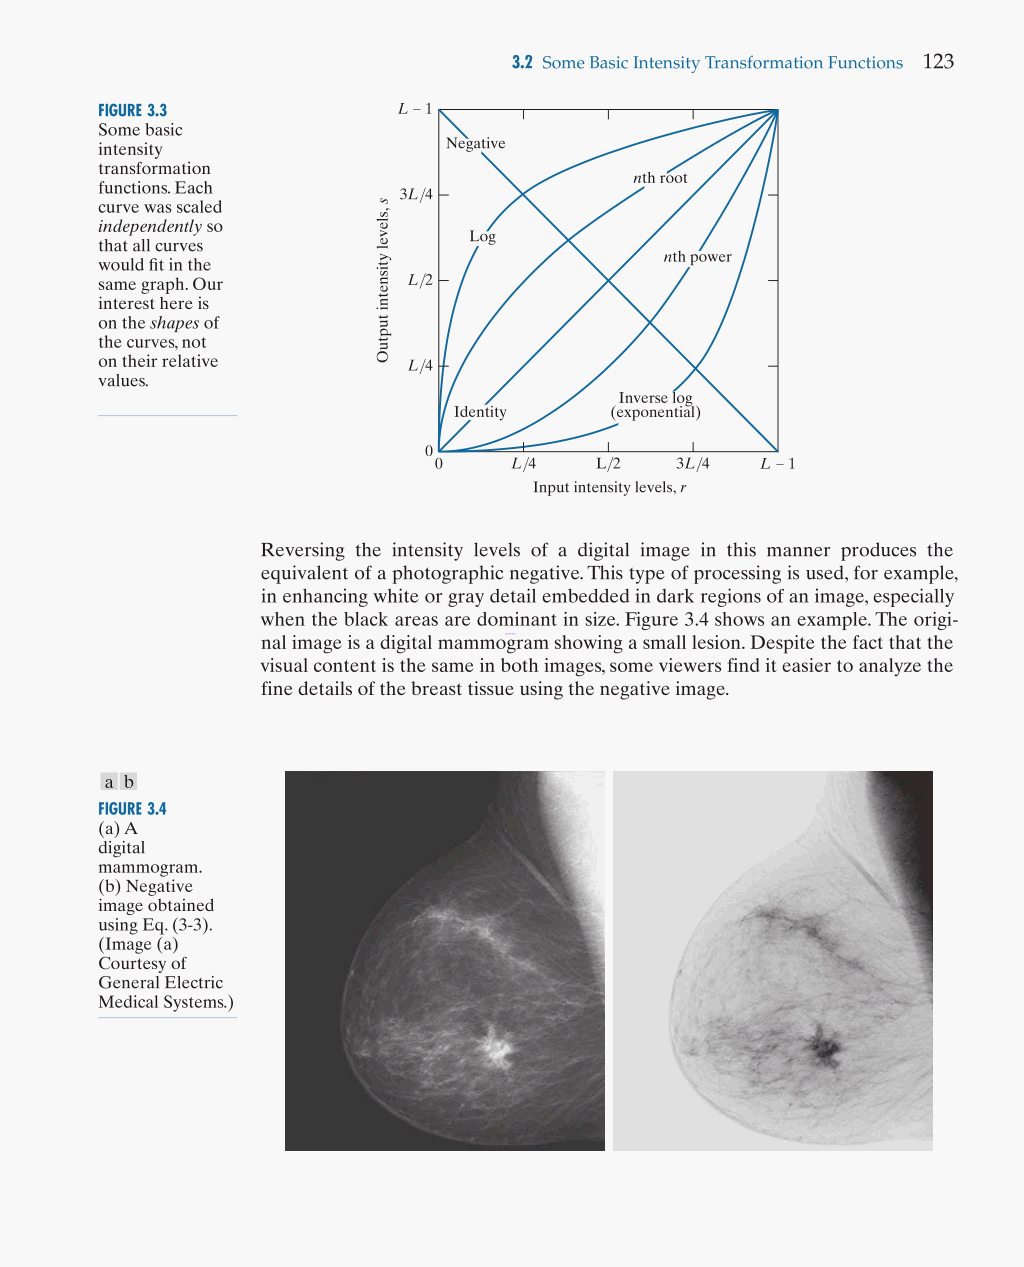 3.2 Some Basic Intensity Transformation Functions 123
FIGURE 3.3
Some basic
intensity
transformation
functions. Each
curve was scaled
independently so
that all curves
would fit in the
same graph. Our
interest here is
on the shapes of
the curves, not
on their relative
values.
L − 1
Negative
nth root
3L/4
Log
nth power
L/2
Output intensity levels, s
L/4
Inverse log
(exponential)
Identity
0
0 L/4 L/2 3L/4 L − 1
Input intensity levels, r
Reversing the intensity levels of a digital image in this manner produces the
equivalent of a photographic negative. This type of processing is used, for example,
in enhancing white or gray detail embedded in dark regions of an image, especially
when the black areas are dominant in size. Figure 3.4 shows an example. The origi-
nal image is a digital mammogram showing a small lesion. Despite the fact that the
visual content is the same in both images, some viewers find it easier to analyze the
fine details of the breast tissue using the negative image.
a b
FIGURE 3.4
(a) A
digital
mammogram.
(b) Negative
image obtained
using Eq. (3-3).
(Image (a)
Courtesy of
General Electric
Medical Systems.)